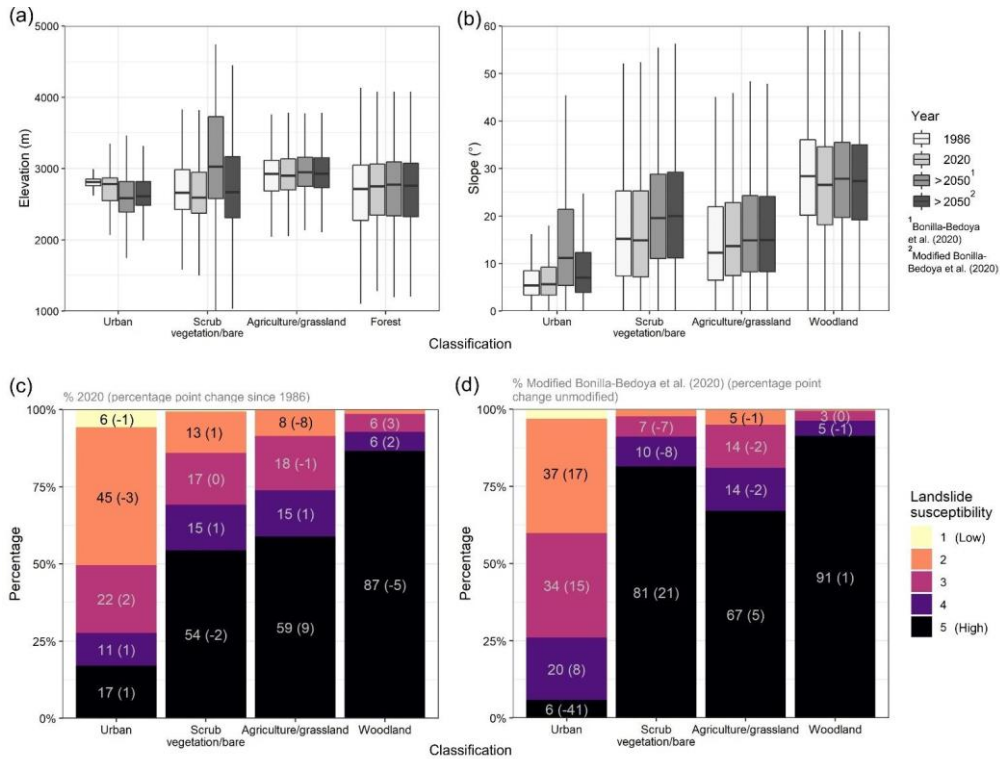 (a)
5000
4000
3000
2000
1000
Elevation (m)
Urban
Scrub
vegetation/bare
Agriculture/grassland
Forest
(b)
60
50
40
30
20
10
0
Slope (°)
Urban
Scrub
vegetation/bare
Agriculture/grassland
Woodland
Classification
Year
1986
2020
>2050¹
>2050²
¹Bonilla-Bedoya
et al. (2020)
²Modified Bonilla-
Bedoya et al. (2020)
(c)
% 2020 (percentage point change since 1986)
100%
75%
50%
25%
0%
Percentage
6 (-1)
45 (-3)
22 (2)
11 (1)
17 (1)
13 (1)
17 (0)
15 (1)
54 (-2)
8 (-8)
18 (-1)
15 (1)
59 (9)
6 (3)
6 (2)
87 (-5)
Urban
Scrub
vegetation/bare
Agriculture/grassland
Woodland
(d)
% Modified Bonilla-Bedoya et al. (2020) (percentage point
change unmodified)
100%
75%
50%
25%
0%
Percentage
37 (17)
34 (15)
20 (8)
6 (-41)
7 (-7)
10 (-8)
81 (21)
5 (-1)
14 (-2)
14 (-2)
67 (5)
3 (0)
5 (-1)
91 (1)
Urban
Scrub
vegetation/bare
Agriculture/grassland
Woodland
Classification
Landslide
susceptibility
1 (Low)
2
3
4
5 (High)